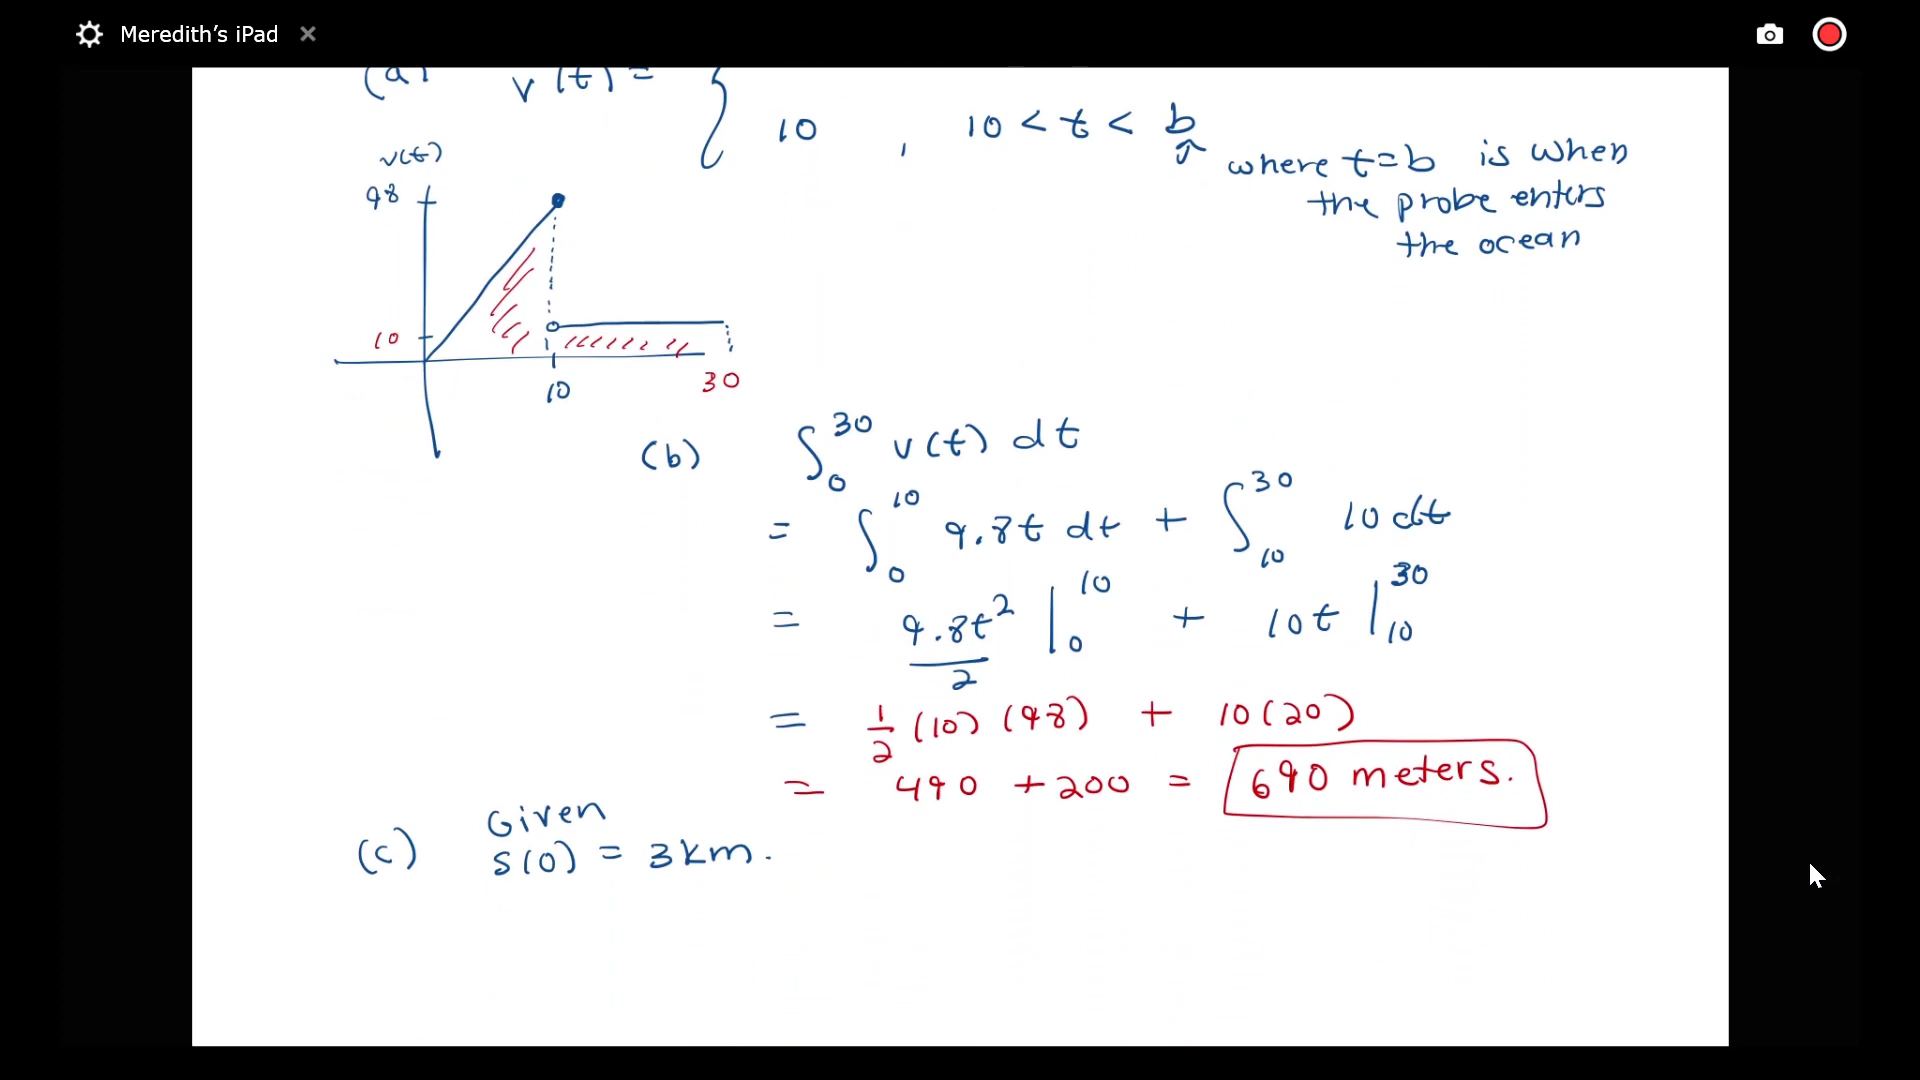 Meredith’s iPad
(a) v(t) = {
10 , 10 < t < b
where t=b is when
the probe enters
the ocean
v(t)
98
10
10
30
(b) ∫₀³⁰ v(t) dt
= ∫₀¹⁰ 9.8t dt + ∫₁₀³⁰ 10 dt
= 9.8t²/2 |₀¹⁰ + 10t |₁₀³⁰
= 1/2 (10) (98) + 10(20)
= 490 + 200 = 690 meters.
Given
(c) s(0) = 3km.